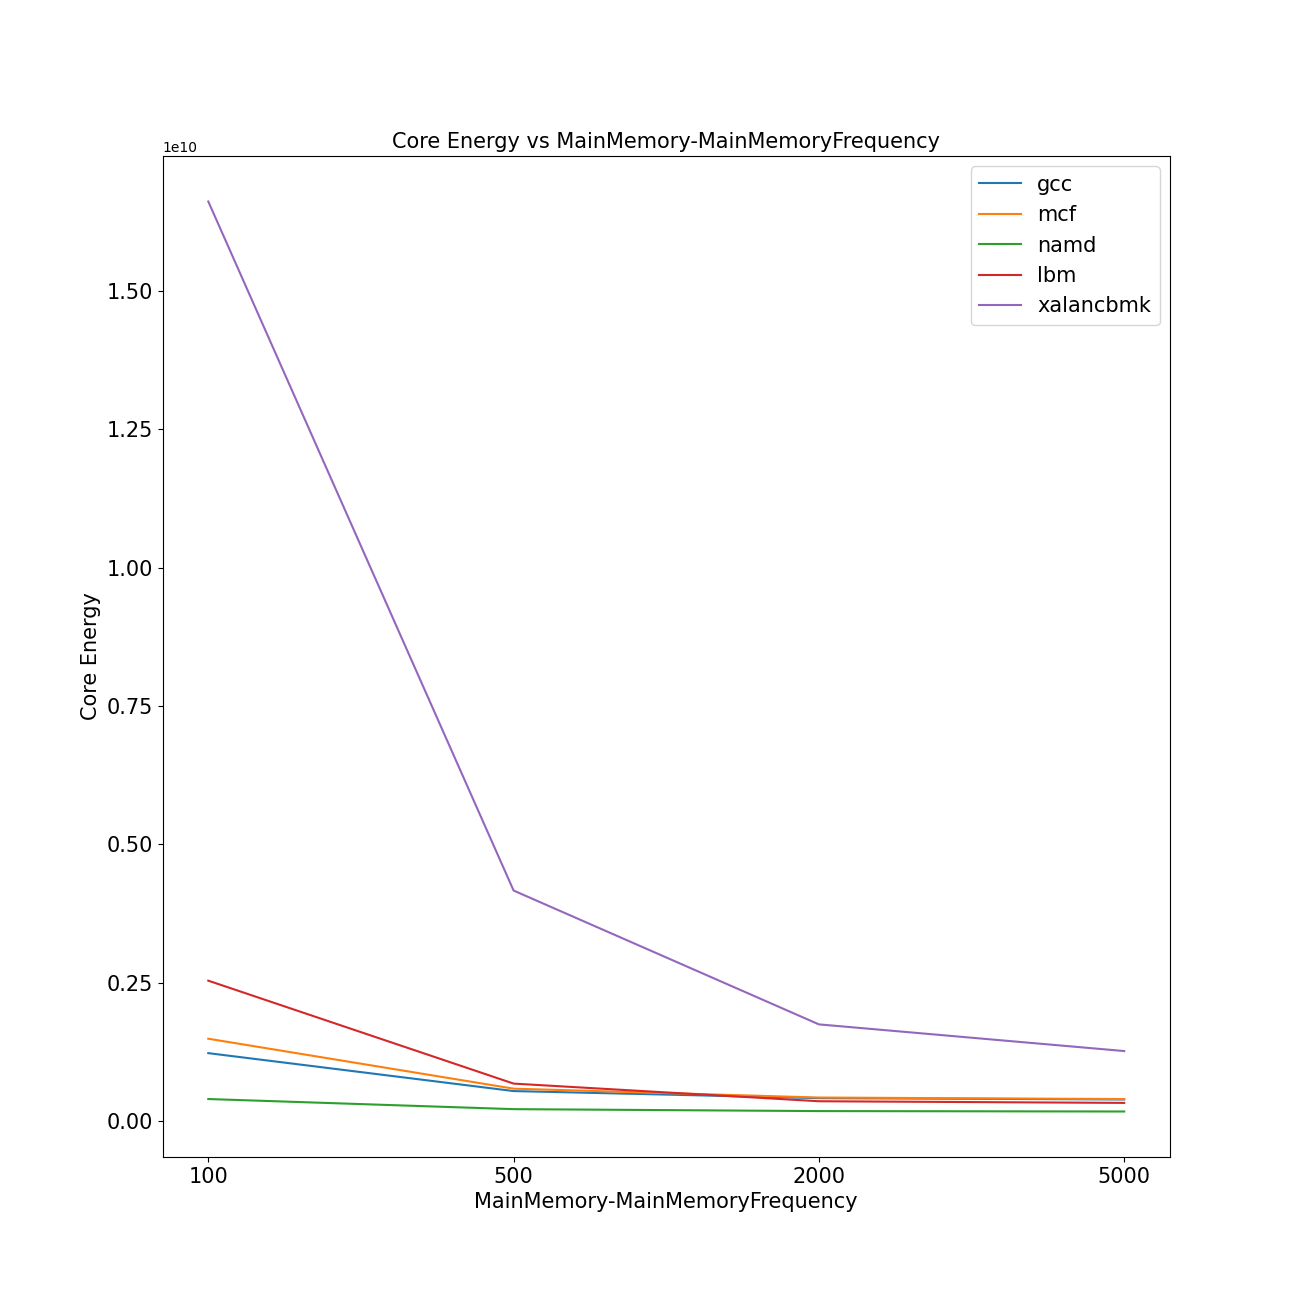 Core Energy vs MainMemory-MainMemoryFrequency
1e10
gcc
mcf
namd
lbm
xalancbmk
1.50
1.25
1.00
0.75
0.50
0.25
0.00
Core Energy
100 500 2000 5000
MainMemory-MainMemoryFrequency